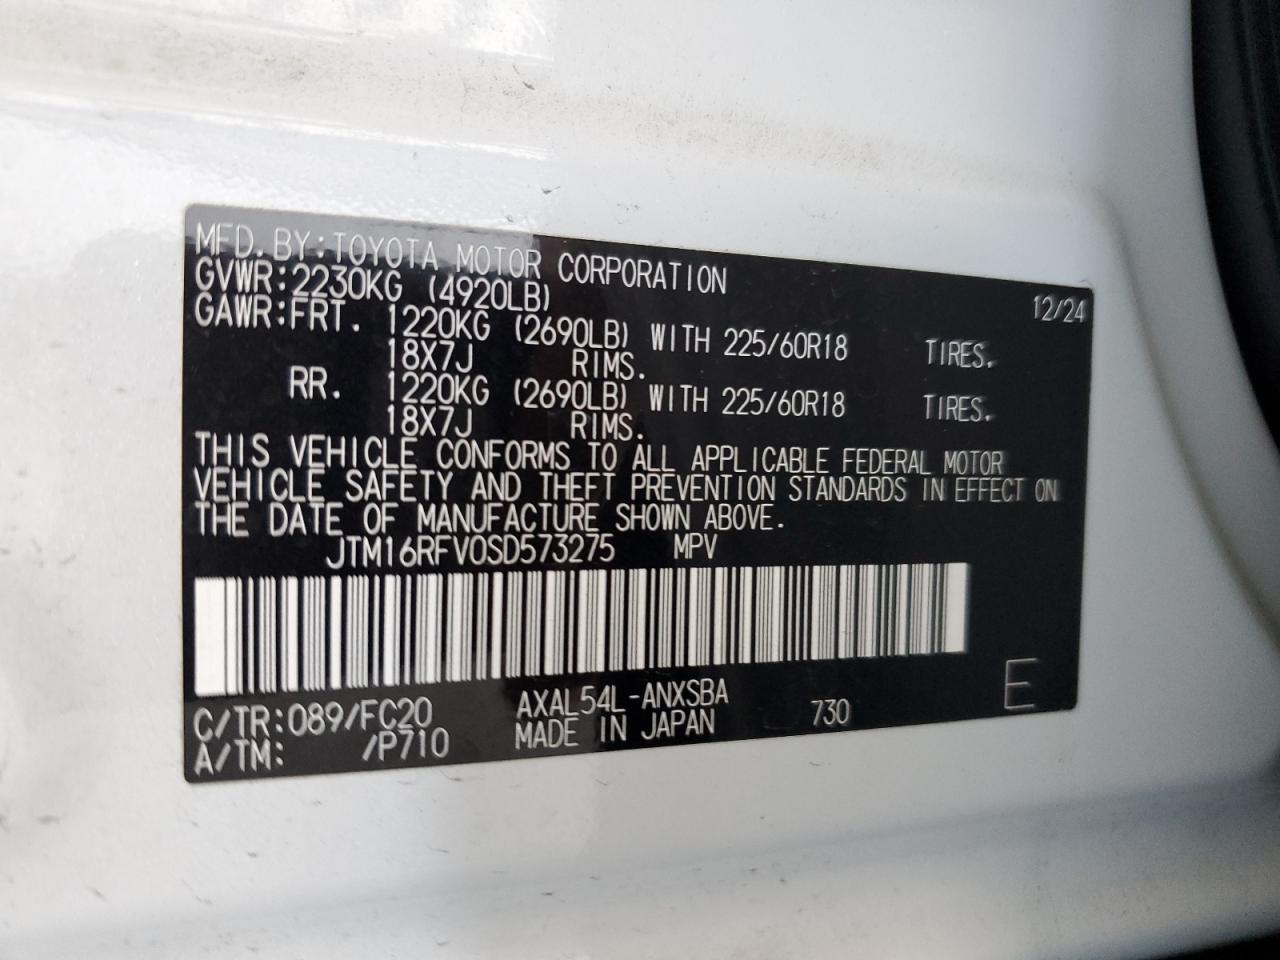 MFD. BY:TOYOTA MOTOR CORPORATION 12/24
GVWR:2230KG (4920LB)
GAWR:FRT. 1220KG (2690LB) WITH 225/60R18 TIRES.
18X7J RIMS.
RR. 1220KG (2690LB) WITH 225/60R18 TIRES.
18X7J RIMS.
THIS VEHICLE CONFORMS TO ALL APPLICABLE FEDERAL MOTOR
VEHICLE SAFETY AND THEFT PREVENTION STANDARDS IN EFFECT ON
THE DATE OF MANUFACTURE SHOWN ABOVE.
JTM16RFV0SD573275 MPV
C/TR:089/FC20 AXAL54L-ANXSBA 730 E
A/TM: /P710 MADE IN JAPAN